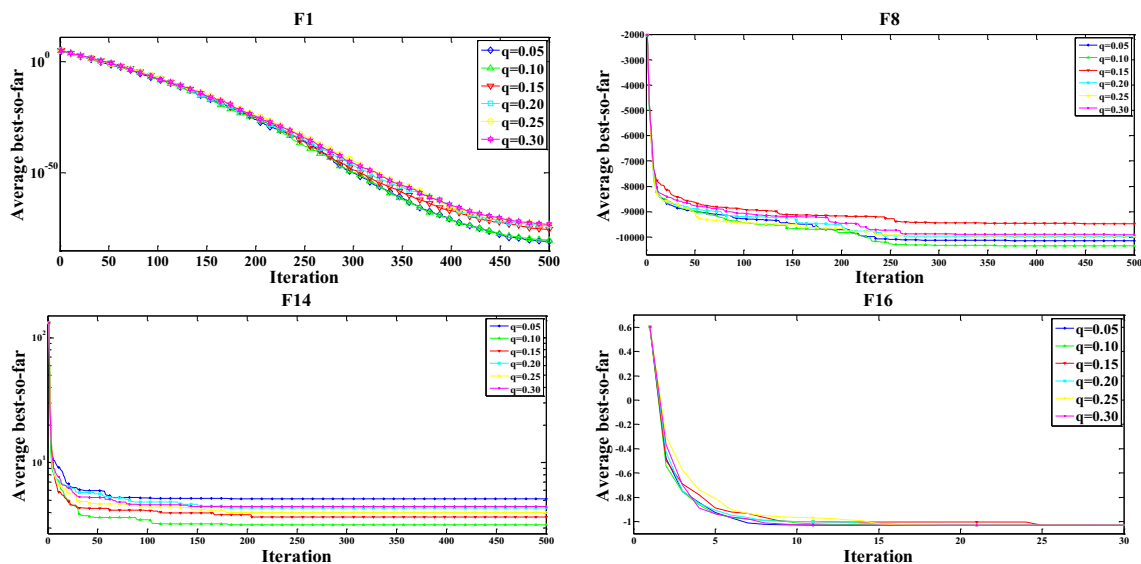 F1
Average best-so-far
10^0
10^-50
0 50 100 150 200 250 300 350 400 450 500
Iteration
q=0.05
q=0.10
q=0.15
q=0.20
q=0.25
q=0.30
F8
Average best-so-far
-2000
-3000
-4000
-5000
-6000
-7000
-8000
-9000
-10000
0 50 100 150 200 250 300 350 400 450 500
Iteration
q=0.05
q=0.10
q=0.15
q=0.20
q=0.25
q=0.30
F14
Average best-so-far
10^2
10^1
0 50 100 150 200 250 300 350 400 450 500
Iteration
q=0.05
q=0.10
q=0.15
q=0.20
q=0.25
q=0.30
F16
Average best-so-far
0.6
0.4
0.2
0
-0.2
-0.4
-0.6
-0.8
-1
0 5 10 15 20 25 30
Iteration
q=0.05
q=0.10
q=0.15
q=0.20
q=0.25
q=0.30